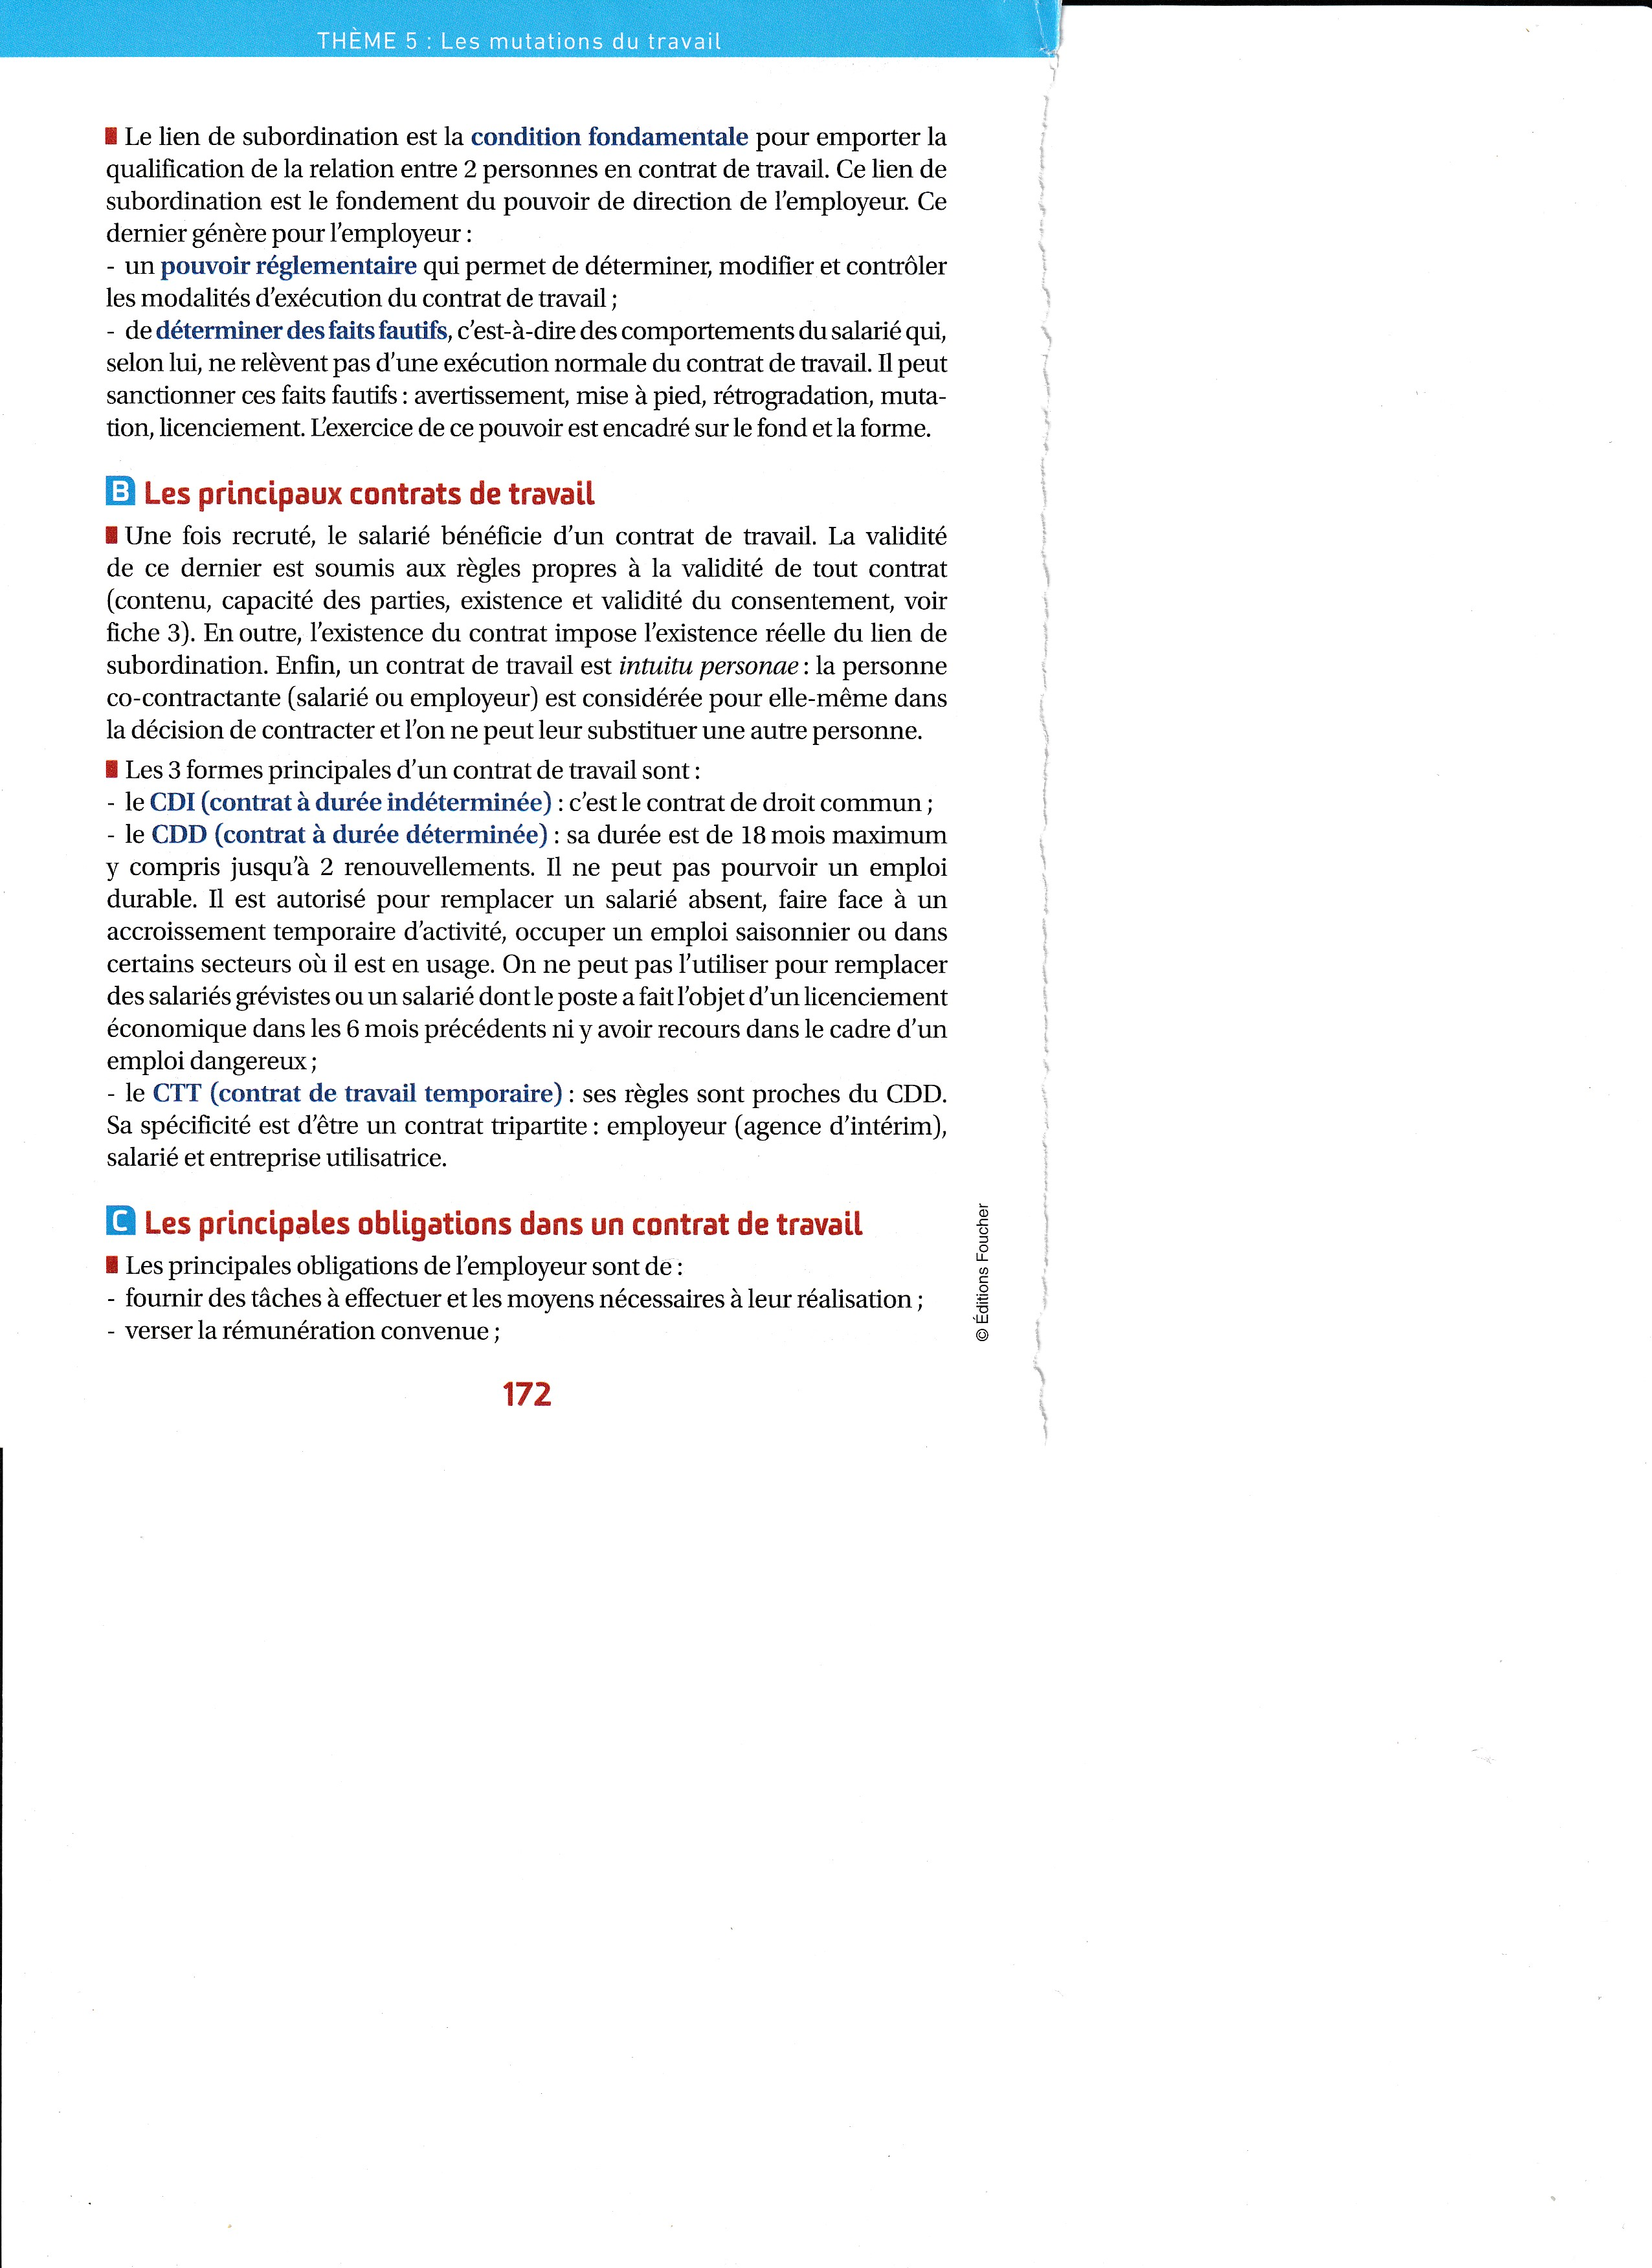 THÈME 5 : Les mutations du travail
Le lien de subordination est la condition fondamentale pour emporter la
qualification de la relation entre 2 personnes en contrat de travail. Ce lien de
subordination est le fondement du pouvoir de direction de l'employeur. Ce
dernier génère pour l'employeur :
- un pouvoir réglementaire qui permet de déterminer, modifier et contrôler
les modalités d'exécution du contrat de travail ;
- de déterminer des faits fautifs, c'est-à-dire des comportements du salarié qui,
selon lui, ne relèvent pas d'une exécution normale du contrat de travail. Il peut
sanctionner ces faits fautifs : avertissement, mise à pied, rétrogradation, muta-
tion, licenciement. L'exercice de ce pouvoir est encadré sur le fond et la forme.
B Les principaux contrats de travail
Une fois recruté, le salarié bénéficie d'un contrat de travail. La validité
de ce dernier est soumis aux règles propres à la validité de tout contrat
(contenu, capacité des parties, existence et validité du consentement, voir
fiche 3). En outre, l'existence du contrat impose l'existence réelle du lien de
subordination. Enfin, un contrat de travail est intuitu personae : la personne
co-contractante (salarié ou employeur) est considérée pour elle-même dans
la décision de contracter et l'on ne peut leur substituer une autre personne.
Les 3 formes principales d'un contrat de travail sont :
- le CDI (contrat à durée indéterminée) : c'est le contrat de droit commun ;
- le CDD (contrat à durée déterminée) : sa durée est de 18 mois maximum
y compris jusqu'à 2 renouvellements. Il ne peut pas pourvoir un emploi
durable. Il est autorisé pour remplacer un salarié absent, faire face à un
accroissement temporaire d'activité, occuper un emploi saisonnier ou dans
certains secteurs où il est en usage. On ne peut pas l'utiliser pour remplacer
des salariés grévistes ou un salarié dont le poste a fait l'objet d'un licenciement
économique dans les 6 mois précédents ni y avoir recours dans le cadre d'un
emploi dangereux ;
- le CTT (contrat de travail temporaire) : ses règles sont proches du CDD.
Sa spécificité est d'être un contrat tripartite : employeur (agence d'intérim),
salarié et entreprise utilisatrice.
C Les principales obligations dans un contrat de travail
Les principales obligations de l'employeur sont de :
- fournir des tâches à effectuer et les moyens nécessaires à leur réalisation ;
- verser la rémunération convenue ;
© Éditions Foucher
172